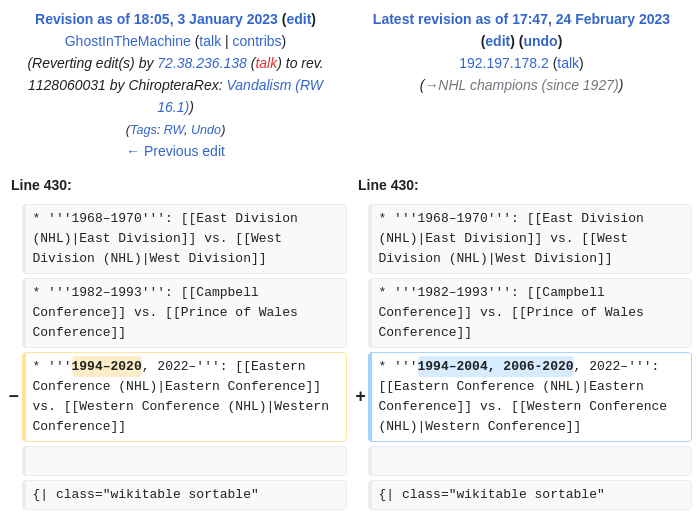 Revision as of 18:05, 3 January 2023 (edit)
GhostInTheMachine (talk | contribs)
(Reverting edit(s) by 72.38.236.138 (talk) to rev.
1128060031 by ChiropteraRex: Vandalism (RW
16.1))
(Tags: RW, Undo)
← Previous edit
Latest revision as of 17:47, 24 February 2023
(edit) (undo)
192.197.178.2 (talk)
(→NHL champions (since 1927))
Line 430:
* '''1968–1970''': [[East Division
(NHL)|East Division]] vs. [[West
Division (NHL)|West Division]]
* '''1982–1993''': [[Campbell
Conference]] vs. [[Prince of Wales
Conference]]
− * '''1994–2020, 2022–''': [[Eastern
Conference (NHL)|Eastern Conference]]
vs. [[Western Conference (NHL)|Western
Conference]]
{| class="wikitable sortable"
Line 430:
* '''1968–1970''': [[East Division
(NHL)|East Division]] vs. [[West
Division (NHL)|West Division]]
* '''1982–1993''': [[Campbell
Conference]] vs. [[Prince of Wales
Conference]]
+ * '''1994–2004, 2006-2020, 2022–''':
[[Eastern Conference (NHL)|Eastern
Conference]] vs. [[Western Conference
(NHL)|Western Conference]]
{| class="wikitable sortable"